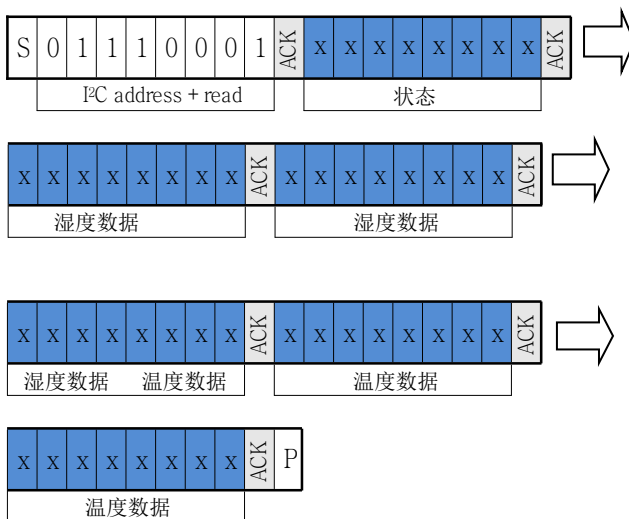 S 0 1 1 1 0 0 0 1 ACK x x x x x x x x ACK
I²C address + read 状态
x x x x x x x x ACK x x x x x x x x ACK
湿度数据 湿度数据
x x x x x x x x ACK x x x x x x x x ACK
湿度数据 温度数据 温度数据
x x x x x x x x ACK P
温度数据